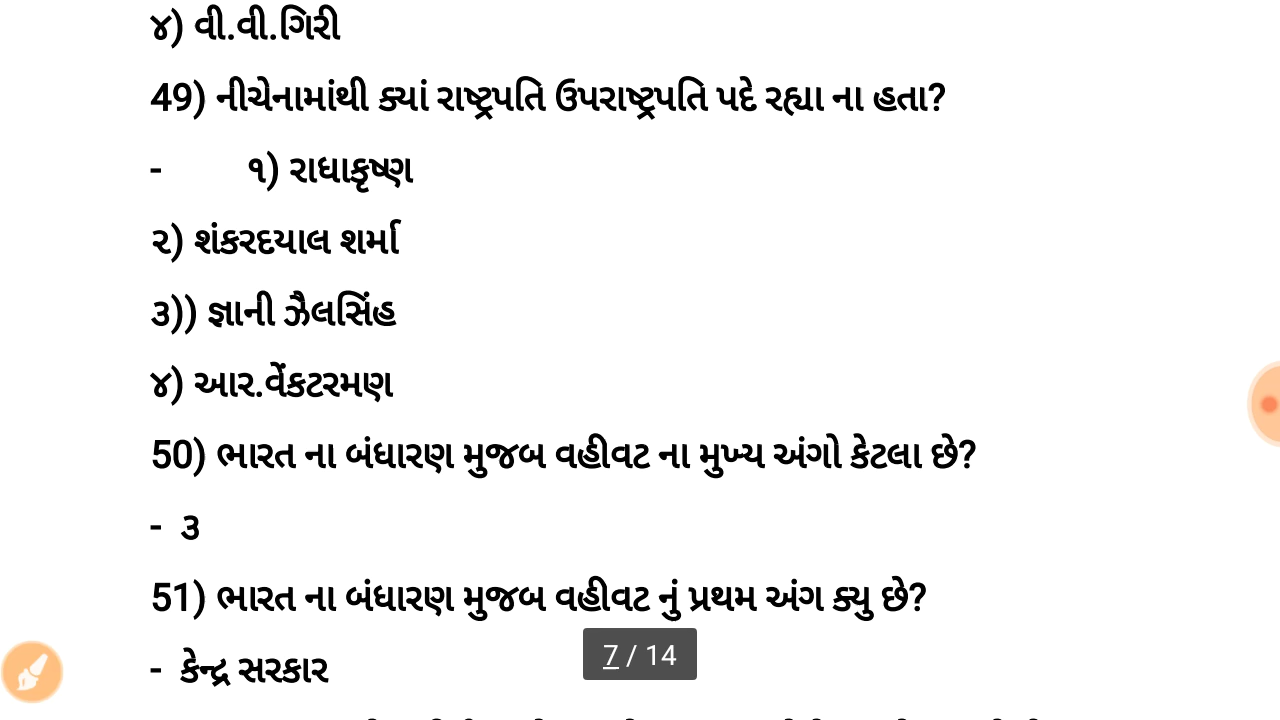 ૪) વી.વી.ગિરી
49) નીચેનામાંથી ક્યાં રાષ્ટ્રપતિ ઉપરાષ્ટ્રપતિ પદે રહ્યા ના હતા?
- ૧) રાધાકૃષ્ણ
૨) શંકરદયાલ શર્મા
૩)) જ્ઞાની ઝૈલસિંહ
૪) આર.વેંકટરમણ
50) ભારત ના બંધારણ મુજબ વહીવટ ના મુખ્ય અંગો કેટલા છે?
- ૩
51) ભારત ના બંધારણ મુજબ વહીવટ નું પ્રથમ અંગ ક્યુ છે?
- કેન્દ્ર સરકાર
7 / 14